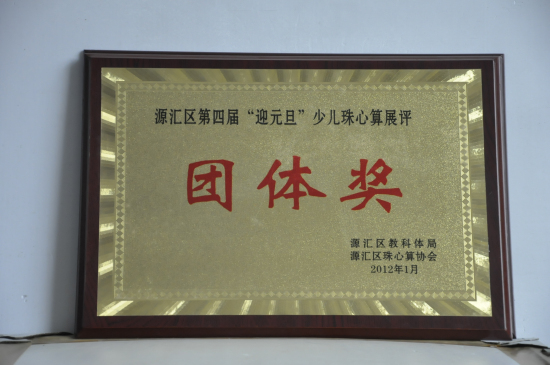 源汇区第四届“迎元旦”少儿珠心算展评
团体奖
源汇区教科体局
源汇区珠心算协会
2012年1月